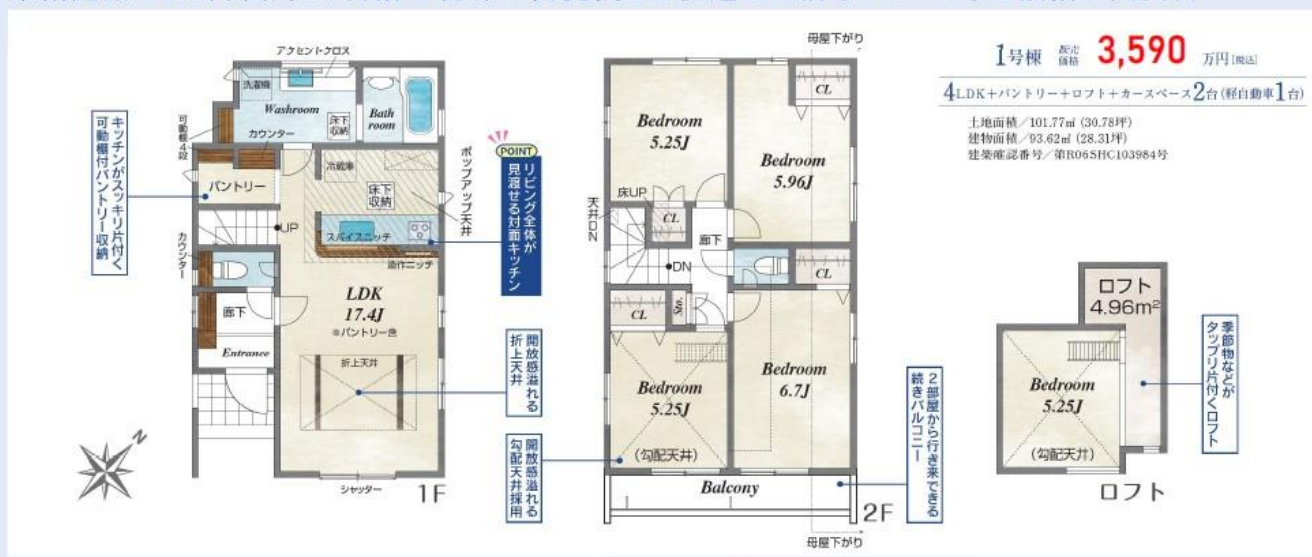 1号棟 販売価格 3,590 万円[税込]
4LDK+パントリー+ロフト+カースペース2台(軽自動車1台)
土地面積/101.77㎡ (30.78坪)
建物面積/93.62㎡ (28.31坪)
建築確認番号/第R06SHC103984号
アクセントクロス
洗濯機
Washroom
床下収納
Bath room
可動棚4段
カウンター
キッチンがスッキリ片付く
可動棚付パントリー収納
パントリー
冷蔵庫
床下収納
ポップアップ天井
POINT
リビング全体が
見渡せる対面キッチン
UP
スパイスニッチ
造作ニッチ
カウンター
廊下
LDK
17.4J
※パントリー含
Entrance
折上天井
開放感溢れる
折上天井
開放感溢れる
勾配天井採用
シャッター
1F
N
母屋下がり
Bedroom
5.25J
CL
Bedroom
5.96J
床UP
CL
天井DN
廊下
DN
CL
CL
Sto.
Bedroom
5.25J
(勾配天井)
Bedroom
6.7J
Balcony
2F
母屋下がり
2部屋から行き来できる
続きバルコニー
ロフト
4.96m²
Bedroom
5.25J
(勾配天井)
ロフト
季節物などが
タップリ片付くロフト